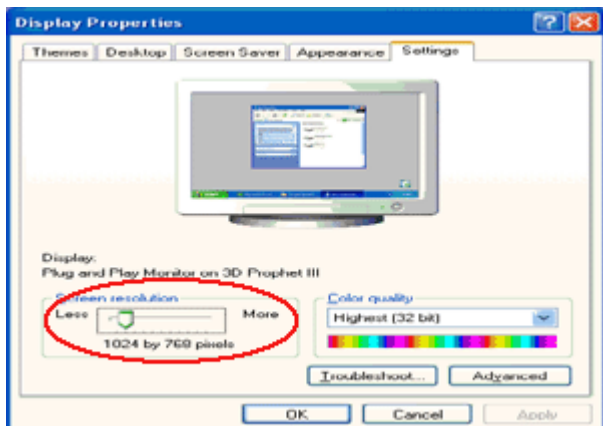 Display Properties
Themes Desktop Screen Saver Appearance Settings
Display:
Plug and Play Monitor on 3D Prophet III
Screen resolution
Less More
1024 by 768 pixels
Color quality
Highest (32 bit)
Troubleshoot... Advanced
OK Cancel Apply